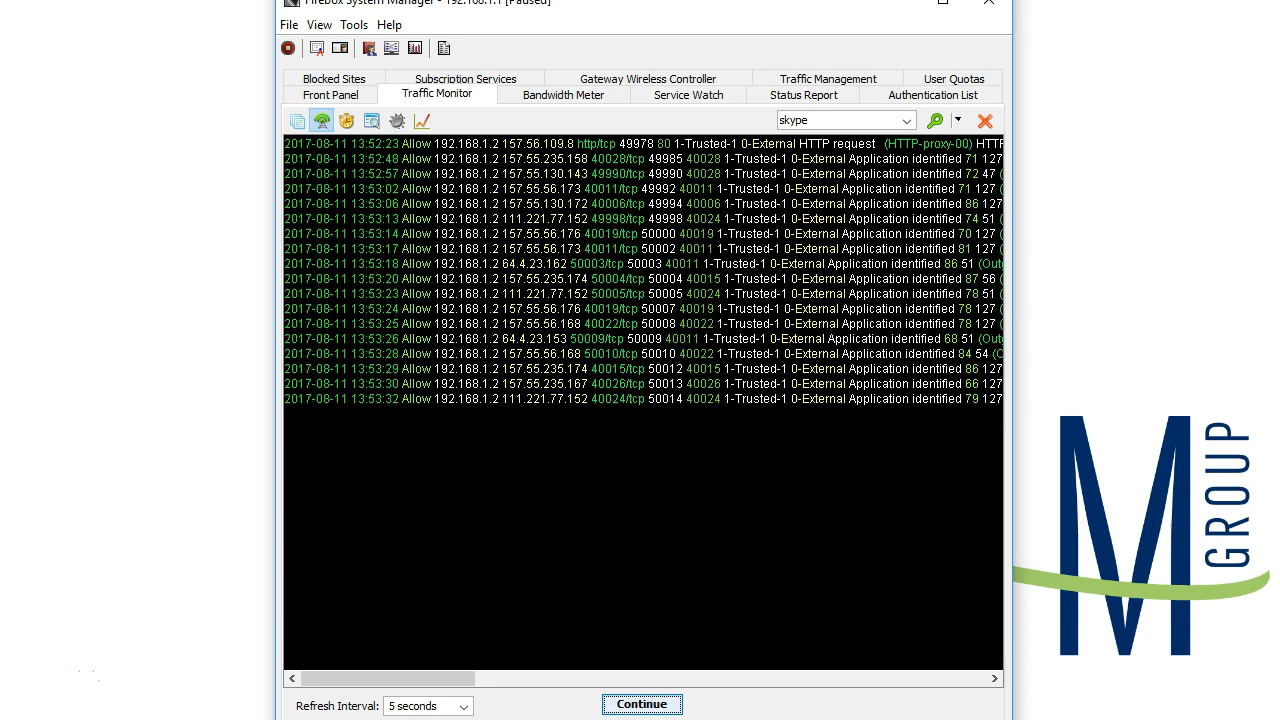 Firebox System Manager - 192.168.1.1 [Paused]
File View Tools Help
Blocked Sites Subscription Services Gateway Wireless Controller Traffic Management User Quotas
Front Panel Traffic Monitor Bandwidth Meter Service Watch Status Report Authentication List
skype
2017-08-11 13:52:23 Allow 192.168.1.2 157.56.109.8 http/tcp 49978 80 1-Trusted-1 0-External HTTP request (HTTP-proxy-00) HTTP
2017-08-11 13:52:48 Allow 192.168.1.2 157.55.235.158 40028/tcp 49985 40028 1-Trusted-1 0-External Application identified 71 127
2017-08-11 13:52:57 Allow 192.168.1.2 157.55.130.143 49990/tcp 49990 40028 1-Trusted-1 0-External Application identified 72 47 (
2017-08-11 13:53:02 Allow 192.168.1.2 157.55.56.173 40011/tcp 49992 40011 1-Trusted-1 0-External Application identified 71 127 (
2017-08-11 13:53:06 Allow 192.168.1.2 157.55.130.172 40006/tcp 49994 40006 1-Trusted-1 0-External Application identified 86 127
2017-08-11 13:53:13 Allow 192.168.1.2 111.221.77.152 49998/tcp 49998 40024 1-Trusted-1 0-External Application identified 74 51 (
2017-08-11 13:53:14 Allow 192.168.1.2 157.55.56.176 40019/tcp 50000 40019 1-Trusted-1 0-External Application identified 70 127 (
2017-08-11 13:53:17 Allow 192.168.1.2 157.55.56.173 40011/tcp 50002 40011 1-Trusted-1 0-External Application identified 81 127 (
2017-08-11 13:53:18 Allow 192.168.1.2 64.4.23.162 50003/tcp 50003 40011 1-Trusted-1 0-External Application identified 86 51 (Out
2017-08-11 13:53:20 Allow 192.168.1.2 157.55.235.174 50004/tcp 50004 40015 1-Trusted-1 0-External Application identified 87 56 (
2017-08-11 13:53:23 Allow 192.168.1.2 111.221.77.152 50005/tcp 50005 40024 1-Trusted-1 0-External Application identified 78 51 (
2017-08-11 13:53:24 Allow 192.168.1.2 157.55.56.176 40019/tcp 50007 40019 1-Trusted-1 0-External Application identified 78 127 (
2017-08-11 13:53:25 Allow 192.168.1.2 157.55.56.168 40022/tcp 50008 40022 1-Trusted-1 0-External Application identified 78 127 (
2017-08-11 13:53:26 Allow 192.168.1.2 64.4.23.153 50009/tcp 50009 40011 1-Trusted-1 0-External Application identified 68 51 (Out
2017-08-11 13:53:28 Allow 192.168.1.2 157.55.56.168 50010/tcp 50010 40022 1-Trusted-1 0-External Application identified 84 54 (O
2017-08-11 13:53:29 Allow 192.168.1.2 157.55.235.174 40015/tcp 50012 40015 1-Trusted-1 0-External Application identified 86 127
2017-08-11 13:53:30 Allow 192.168.1.2 157.55.235.167 40026/tcp 50013 40026 1-Trusted-1 0-External Application identified 66 127
2017-08-11 13:53:32 Allow 192.168.1.2 111.221.77.152 40024/tcp 50014 40024 1-Trusted-1 0-External Application identified 79 127
Refresh Interval: 5 seconds Continue
M GROUP